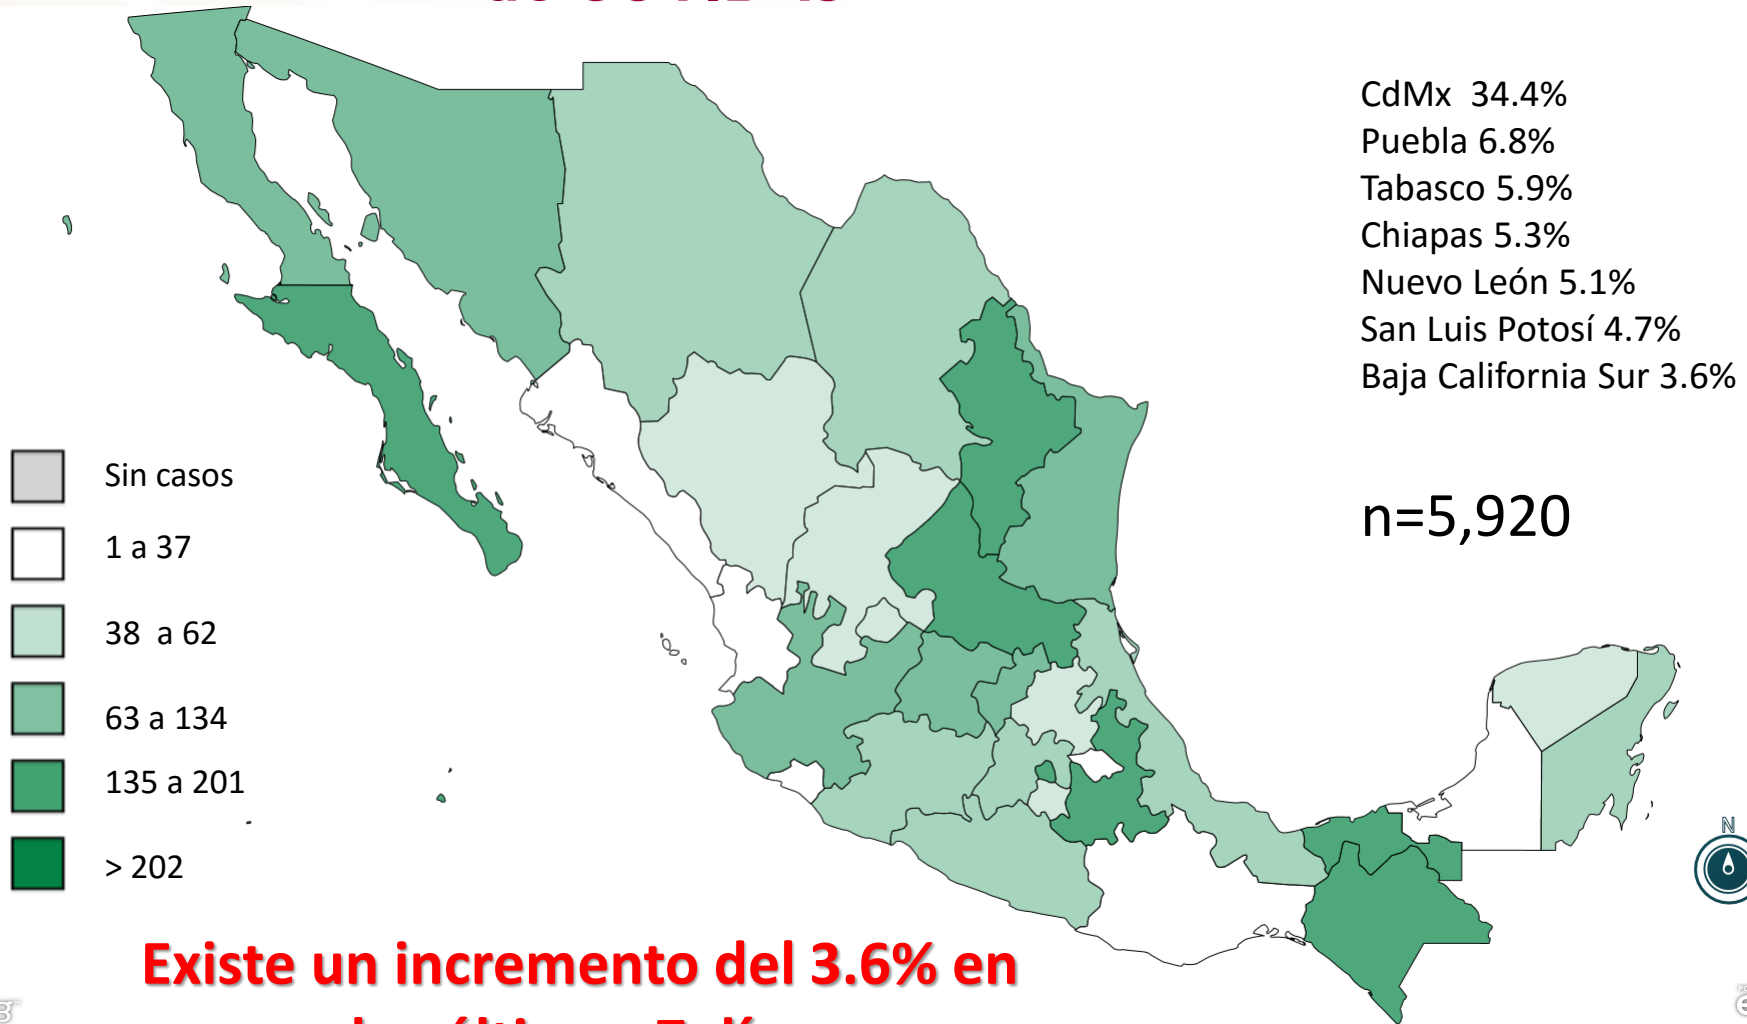 CdMx 34.4%
Puebla 6.8%
Tabasco 5.9%
Chiapas 5.3%
Nuevo León 5.1%
San Luis Potosí 4.7%
Baja California Sur 3.6%
n=5,920
Sin casos
1 a 37
38 a 62
63 a 134
135 a 201
> 202
N
Existe un incremento del 3.6% en